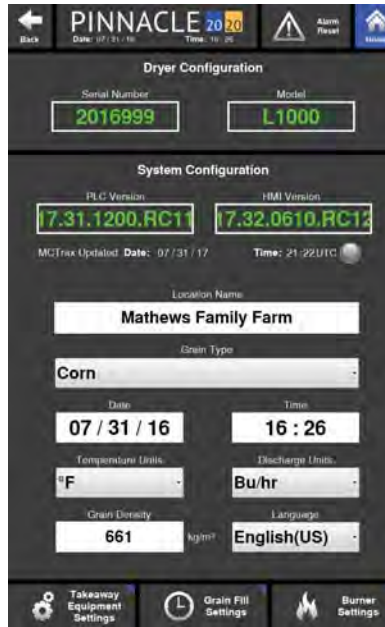 Back
PINNACLE 20 20
Date: 07 / 31 / 16 Time: 16 : 26
Alarm
Reset
Home
Dryer Configuration
Serial Number
Model
2016999
L1000
System Configuration
PLC Version
HMI Version
17.31.1200.RC11
17.32.0610.RC12
MCTrax Updated Date: 07/31/17 Time: 21:22UTC
Location Name
Mathews Family Farm
Grain Type
Corn
Date
Time
07 / 31 / 16
16 : 26
Temperature Units
Discharge Units
°F
Bu/hr
Grain Density
Language
661 kg/m³
English(US)
Takeaway
Equipment
Settings
Grain Fill
Settings
Burner
Settings